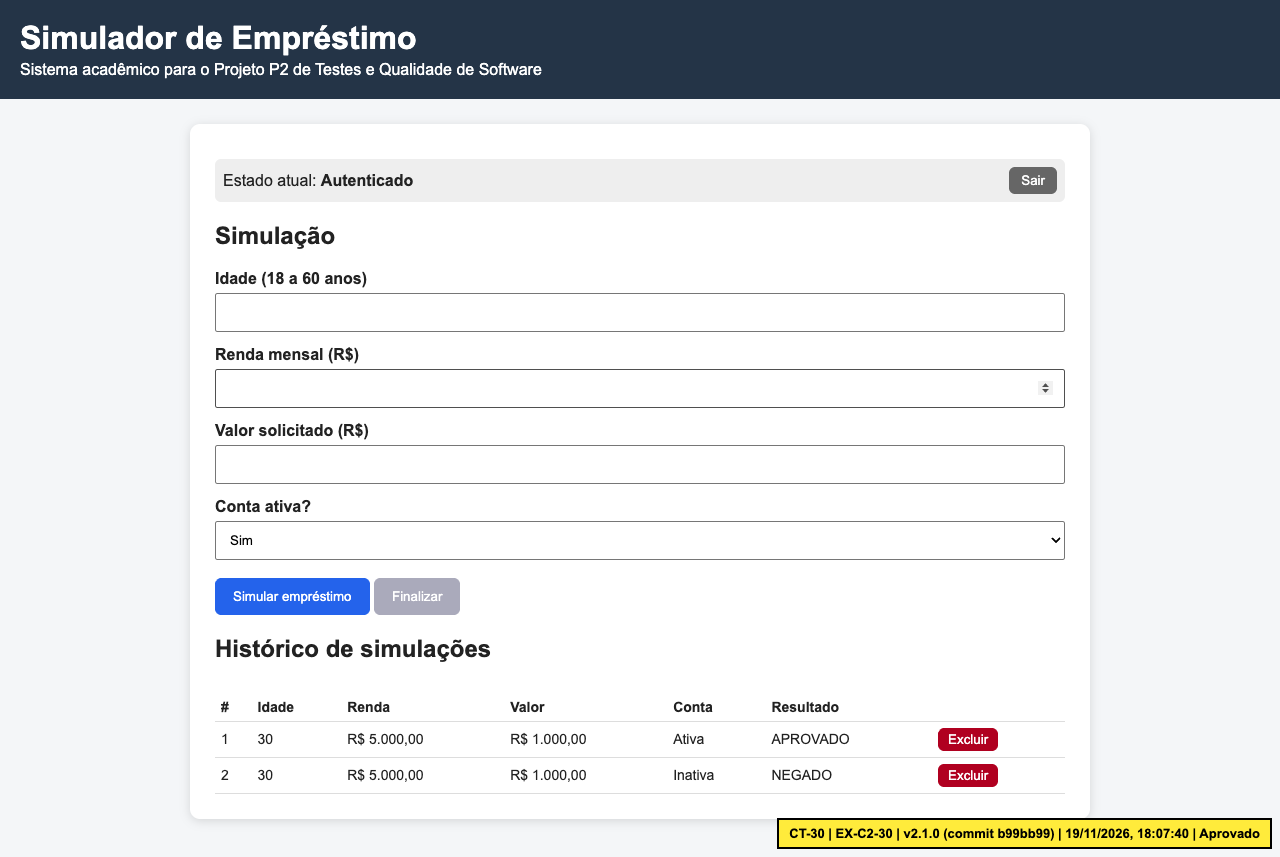 Simulador de Empréstimo
Sistema acadêmico para o Projeto P2 de Testes e Qualidade de Software
Estado atual: Autenticado
Sair
Simulação
Idade (18 a 60 anos)
Renda mensal (R$)
Valor solicitado (R$)
Conta ativa?
Sim
Simular empréstimo Finalizar
Histórico de simulações
# Idade Renda Valor Conta Resultado
1 30 R$ 5.000,00 R$ 1.000,00 Ativa APROVADO Excluir
2 30 R$ 5.000,00 R$ 1.000,00 Inativa NEGADO Excluir
CT-30 | EX-C2-30 | v2.1.0 (commit b99bb99) | 19/11/2026, 18:07:40 | Aprovado